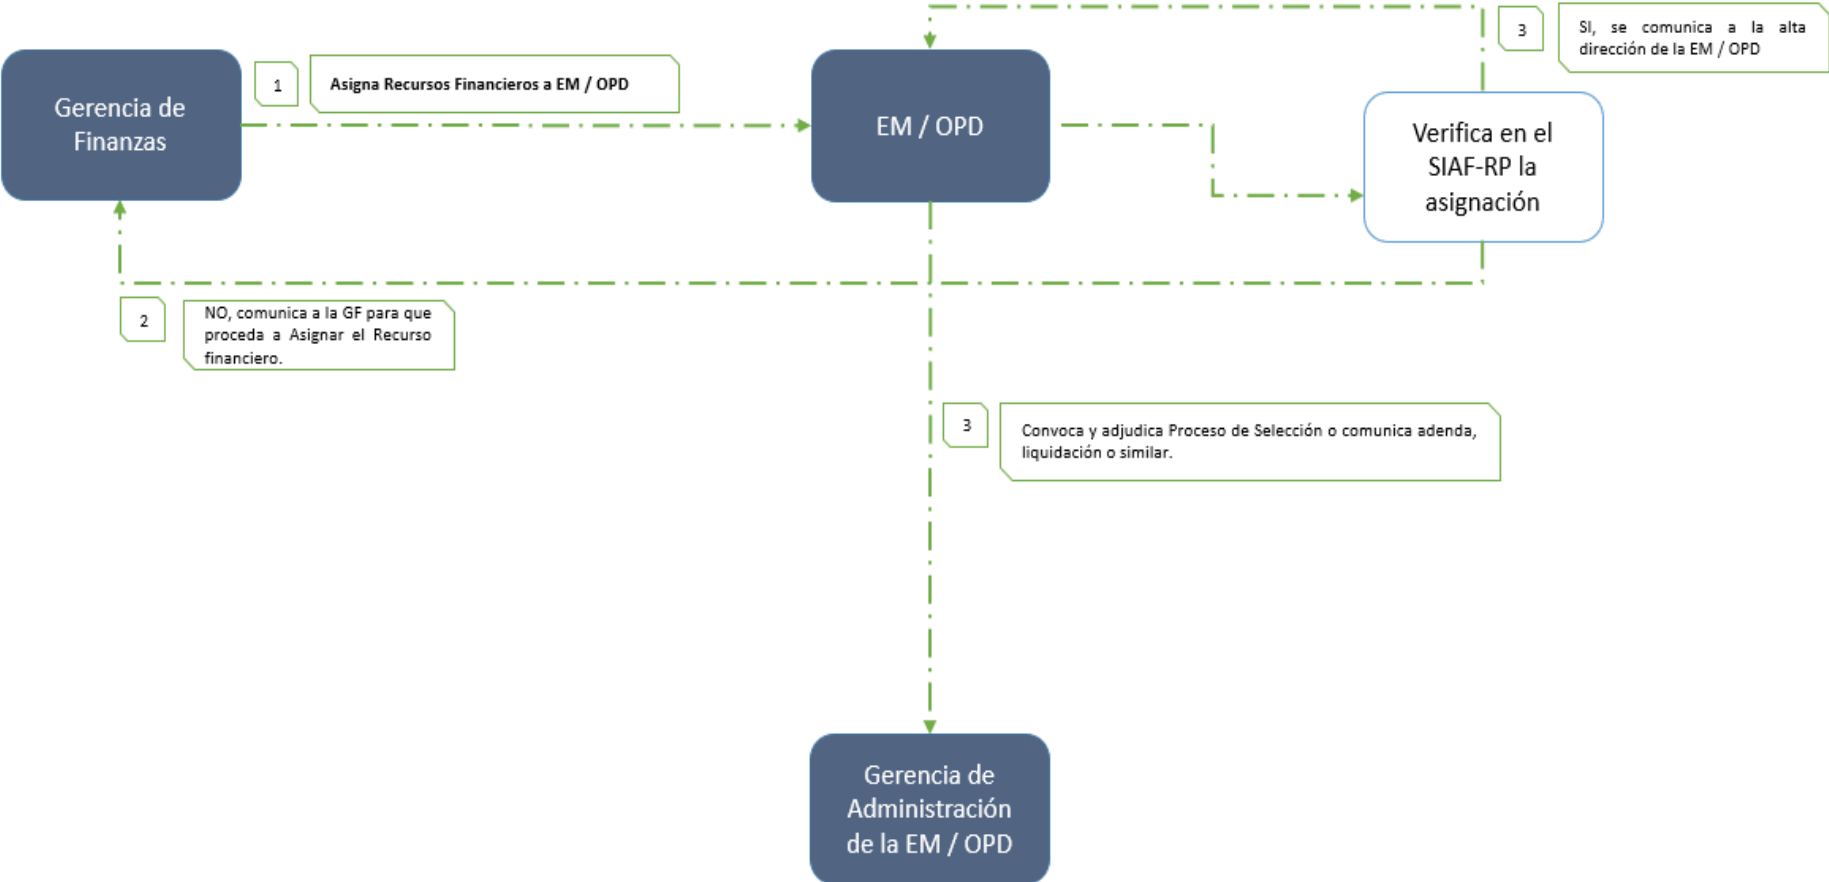 3
SI, se comunica a la alta
dirección de la EM / OPD
Gerencia de
Finanzas
1
Asigna Recursos Financieros a EM / OPD
EM / OPD
Verifica en el
SIAF-RP la
asignación
2
NO, comunica a la GF para que
proceda a Asignar el Recurso
financiero.
3
Convoca y adjudica Proceso de Selección o comunica adenda,
liquidación o similar.
Gerencia de
Administración
de la EM / OPD